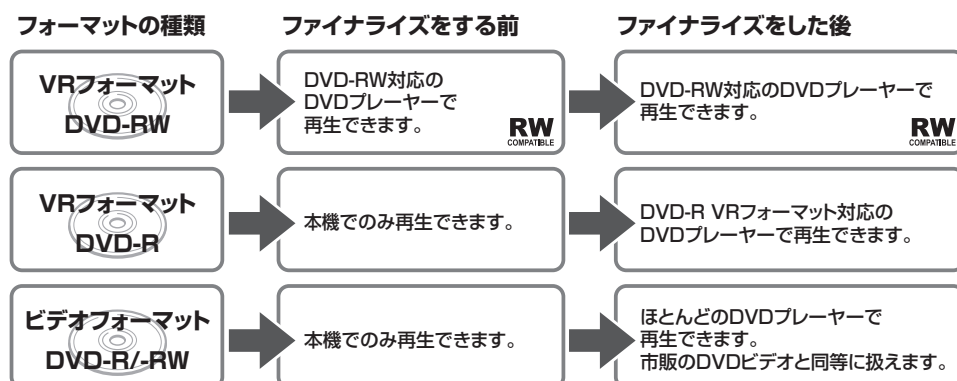 フォーマットの種類
ファイナライズをする前
ファイナライズをした後
VRフォーマット
DVD-RW
DVD-RW対応の
DVDプレーヤーで
再生できます。
RW
COMPATIBLE
DVD-RW対応のDVDプレーヤーで
再生できます。
RW
COMPATIBLE
VRフォーマット
DVD-R
本機でのみ再生できます。
DVD-R VRフォーマット対応の
DVDプレーヤーで再生できます。
ビデオフォーマット
DVD-R/-RW
本機でのみ再生できます。
ほとんどのDVDプレーヤーで
再生できます。
市販のDVDビデオと同等に扱えます。